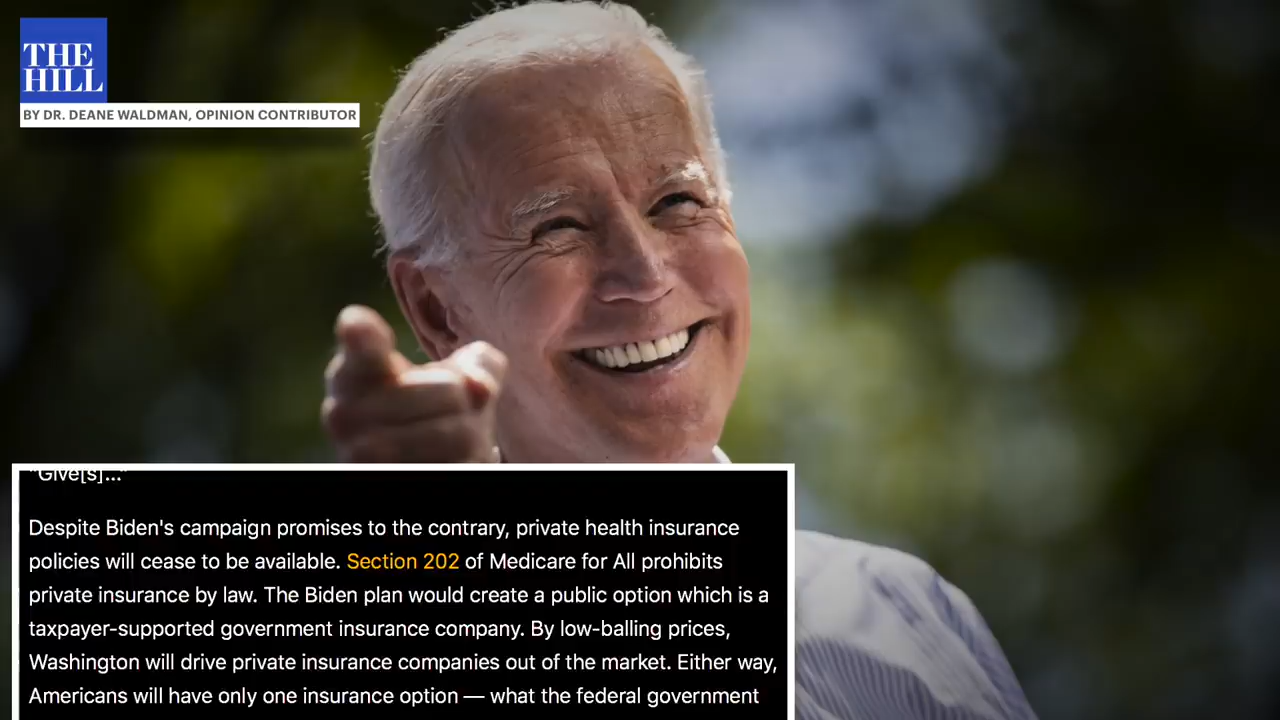 THE
HILL
BY DR. DEANE WALDMAN, OPINION CONTRIBUTOR
"Give[s]..."
Despite Biden's campaign promises to the contrary, private health insurance
policies will cease to be available. Section 202 of Medicare for All prohibits
private insurance by law. The Biden plan would create a public option which is a
taxpayer-supported government insurance company. By low-balling prices,
Washington will drive private insurance companies out of the market. Either way,
Americans will have only one insurance option — what the federal government